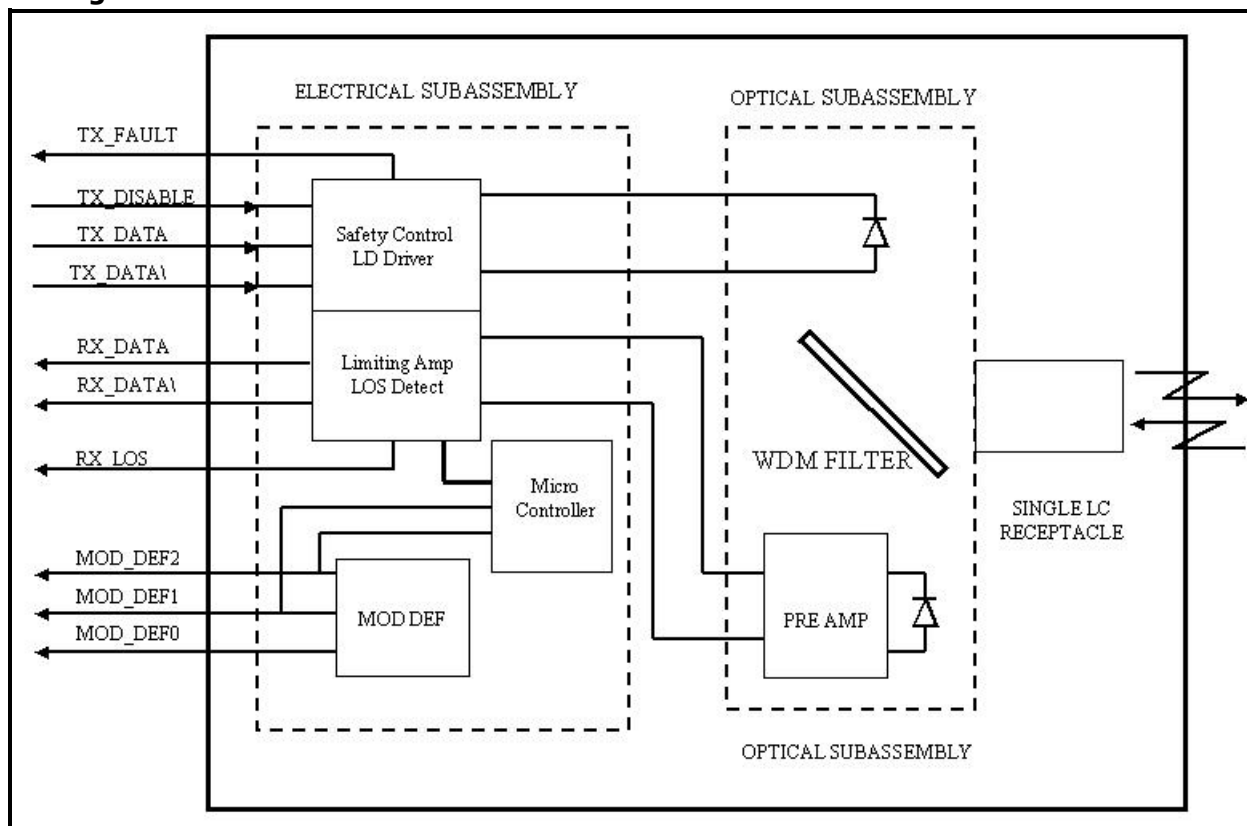 ELECTRICAL SUBASSEMBLY
OPTICAL SUBASSEMBLY
TX_FAULT
TX_DISABLE
TX_DATA
TX_DATA\
RX_DATA
RX_DATA\
RX_LOS
MOD_DEF2
MOD_DEF1
MOD_DEF0
Safety Control
LD Driver
Limiting Amp
LOS Detect
Micro
Controller
MOD DEF
WDM FILTER
PRE AMP
SINGLE LC
RECEPTACLE
OPTICAL SUBASSEMBLY